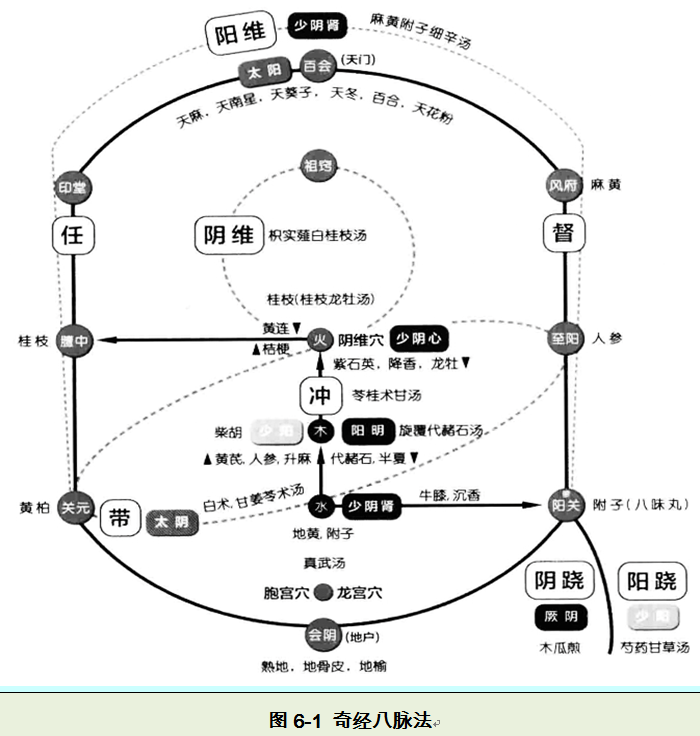 阳维 少阴肾 麻黄附子细辛汤
太阳 百会 (天门)
天麻，天南星，天葵子，天冬，百合，天花粉
祖窍
印堂 风府 麻黄
任 阴维 枳实薤白桂枝汤 督
桂枝(桂枝龙牡汤)
黄连▼
桂枝 膻中 ▲桔梗 火 阴维穴 少阴心 至阳 人参
紫石英，降香，龙牡▼
冲 苓桂术甘汤
柴胡 少阳 木 阳明 旋覆代赭石汤
▲黄芪，人参，升麻 代赭石，半夏▼
黄柏 关元 带 太阴 白术，甘姜苓术汤 水 少阴肾 牛膝，沉香 阳关 附子(八味丸)
地黄，附子
真武汤
胞宫穴 龙宫穴
阴跷 阳跷
厥阴 少阳
木瓜煎 芍药甘草汤
会阴 (地户)
熟地，地骨皮，地榆
图 6-1 奇经八脉法